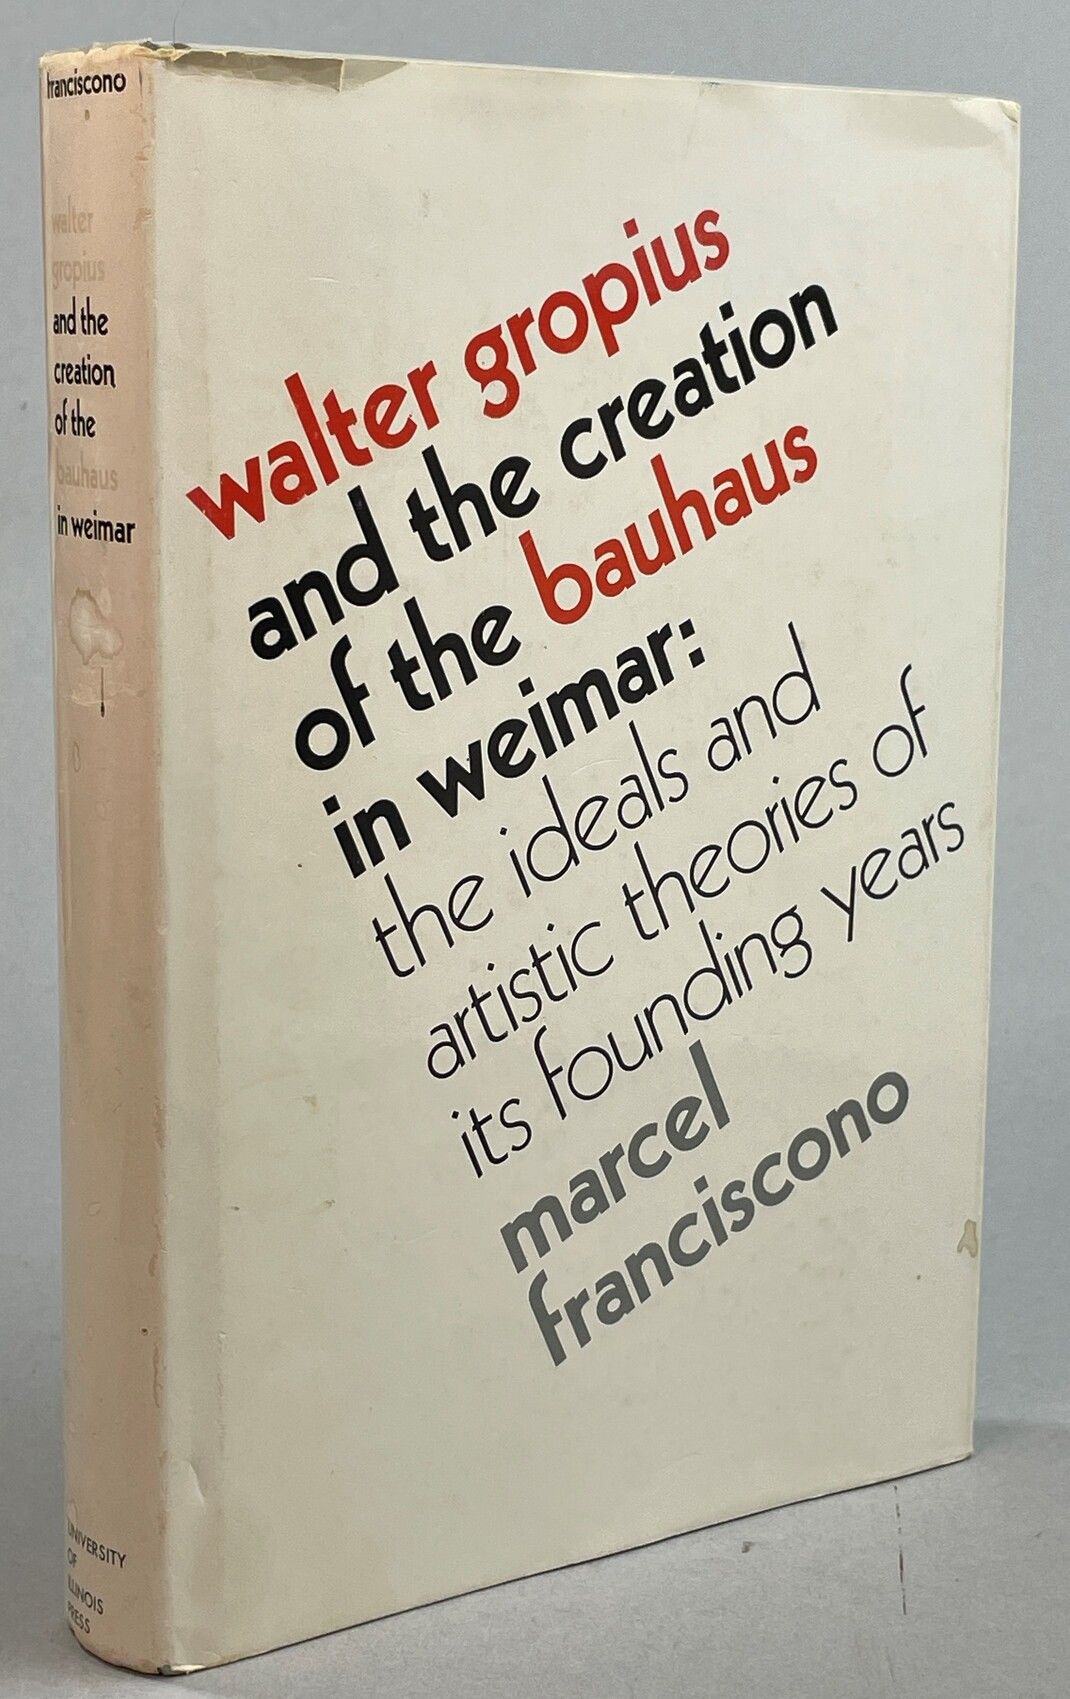 franciscono
walter
gropius
and the
creation
of the
bauhaus
in weimar
UNIVERSITY
OF
ILLINOIS
PRESS
walter gropius
and the creation
of the bauhaus
in weimar:
the ideals and
artistic theories of
its founding years
marcel
franciscono